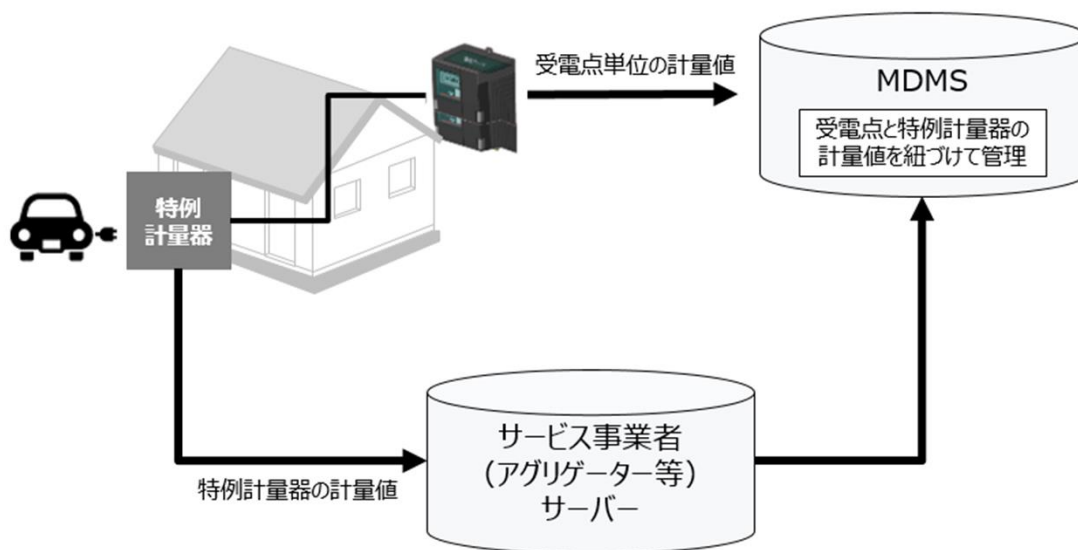 受電点単位の計量値
MDMS
受電点と特例計量器の
計量値を紐づけて管理
特例
計量器
特例計量器の計量値
サービス事業者
（アグリゲーター等）
サーバー